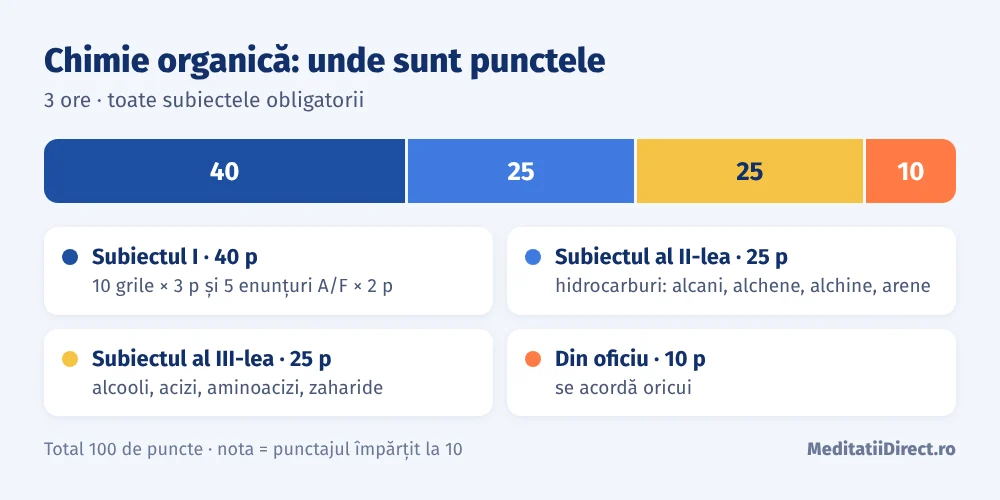 Chimie organică: unde sunt punctele
3 ore · toate subiectele obligatorii
40
25
25
10
Subiectul I · 40 p
10 grile × 3 p și 5 enunțuri A/F × 2 p
Subiectul al II-lea · 25 p
hidrocarburi: alcani, alchene, alchine, arene
Subiectul al III-lea · 25 p
alcooli, acizi, aminoacizi, zaharide
Din oficiu · 10 p
se acordă oricui
Total 100 de puncte · nota = punctajul împărțit la 10
MeditatiiDirect.ro